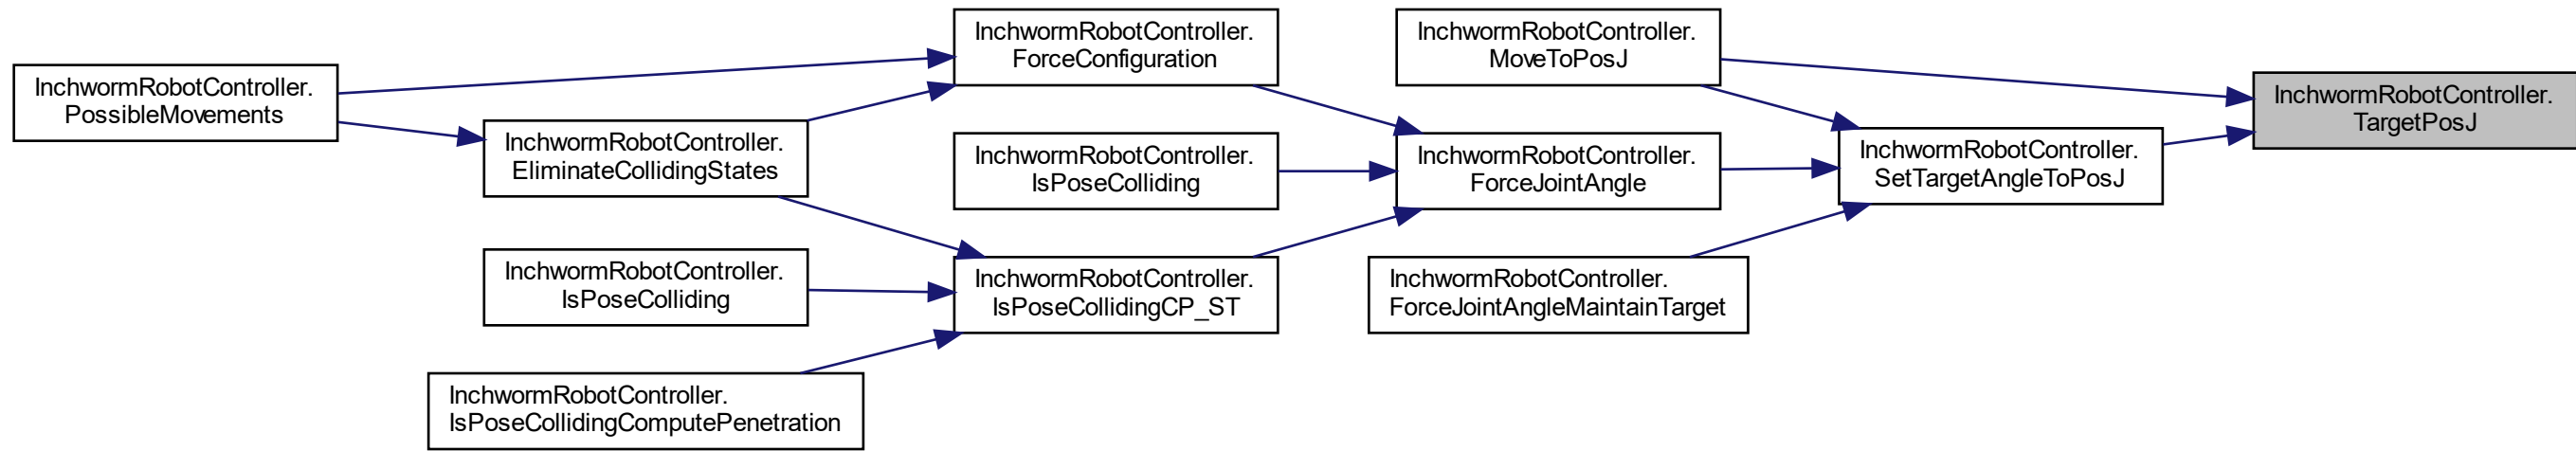 InchwormRobotController.
PossibleMovements
InchwormRobotController.
EliminateCollidingStates
InchwormRobotController.
IsPoseColliding
InchwormRobotController.
IsPoseCollidingComputePenetration
InchwormRobotController.
ForceConfiguration
InchwormRobotController.
IsPoseColliding
InchwormRobotController.
IsPoseCollidingCP_ST
InchwormRobotController.
MoveToPosJ
InchwormRobotController.
ForceJointAngle
InchwormRobotController.
ForceJointAngleMaintainTarget
InchwormRobotController.
SetTargetAngleToPosJ
InchwormRobotController.
TargetPosJ